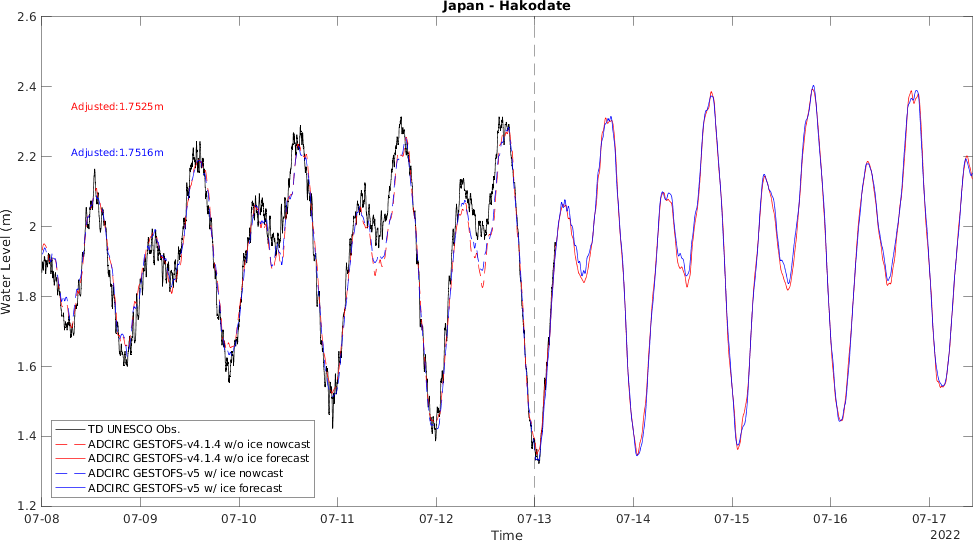 Japan - Hakodate
2.6
2.4
2.2
2
1.8
1.6
1.4
1.2
Water Level (m)
Adjusted:1.7525m
Adjusted:1.7516m
TD UNESCO Obs.
ADCIRC GESTOFS-v4.1.4 w/o ice nowcast
ADCIRC GESTOFS-v4.1.4 w/o ice forecast
ADCIRC GESTOFS-v5 w/ ice nowcast
ADCIRC GESTOFS-v5 w/ ice forecast
07-08 07-09 07-10 07-11 07-12 07-13 07-14 07-15 07-16 07-17
Time
2022